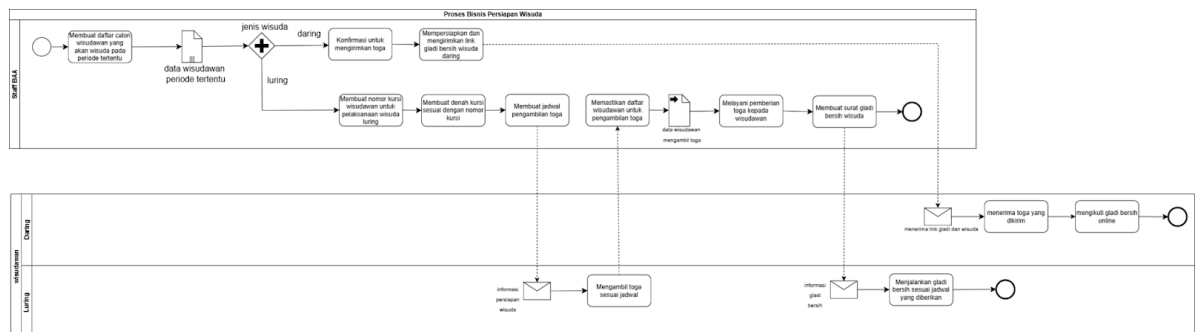 Proses Bisnis Persiapan Wisuda
Staff BAA
Membuat daftar calon
wisudawan yang
akan wisuda pada
periode tertentu
data wisudawan
periode tertentu
jenis wisuda
daring
luring
Konfirmasi untuk
mengirimkan toga
Mempersiapkan dan
mengirimkan link
gladi bersih wisuda
daring
Membuat nomor kursi
wisudawan untuk
pelaksanaan wisuda
luring
Membuat denah kursi
sesuai dengan nomor
kursi
Membuat jadwal
pengambilan toga
Memastikan daftar
wisudawan untuk
pengambilan toga
data wisudawan
mengambil toga
Melayani pemberian
toga kepada
wisudawan
Membuat surat gladi
bersih wisuda
wisudawan
Daring
menerima link gladi dan wisuda
menerima toga yang
dikirim
mengikuti gladi bersih
online
Luring
informasi
persiapan
wisuda
Mengambil toga
sesuai jadwal
informasi
gladi
bersih
Menjalankan gladi
bersih sesuai jadwal
yang diberikan